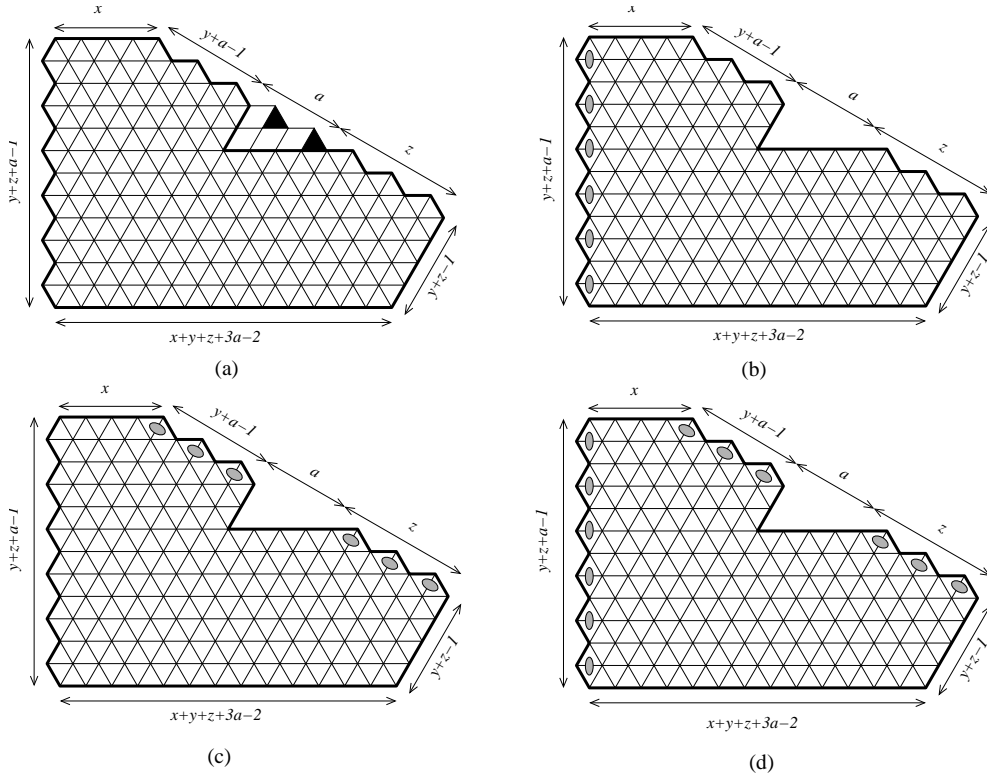 x
y+a−1
a
z
y+z+a−1
y+z−1
x+y+z+3a−2
(a)
x
y+a−1
a
z
y+z+a−1
y+z−1
x+y+z+3a−2
(b)
x
y+a−1
a
z
y+z+a−1
y+z−1
x+y+z+3a−2
(c)
x
y+a−1
a
z
y+z+a−1
y+z−1
x+y+z+3a−2
(d)